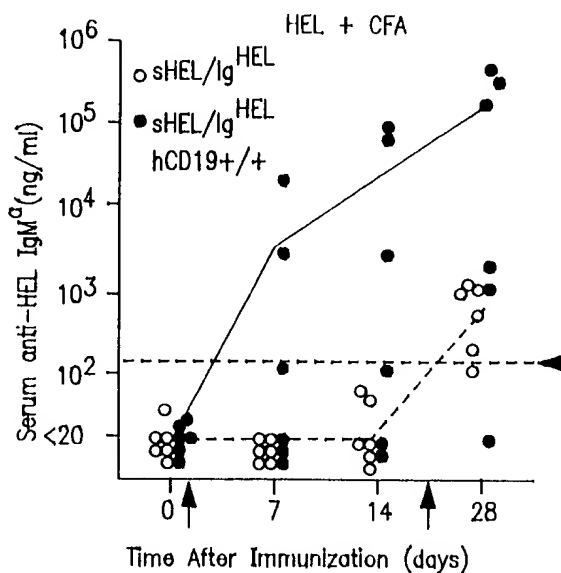 HEL + CFA
○ sHEL/Ig^HEL
● sHEL/Ig^HEL
hCD19+/+
Serum anti-HEL IgM^a (ng/ml)
10^6
10^5
10^4
10^3
10^2
<20
0 7 14 28
Time After Immunization (days)